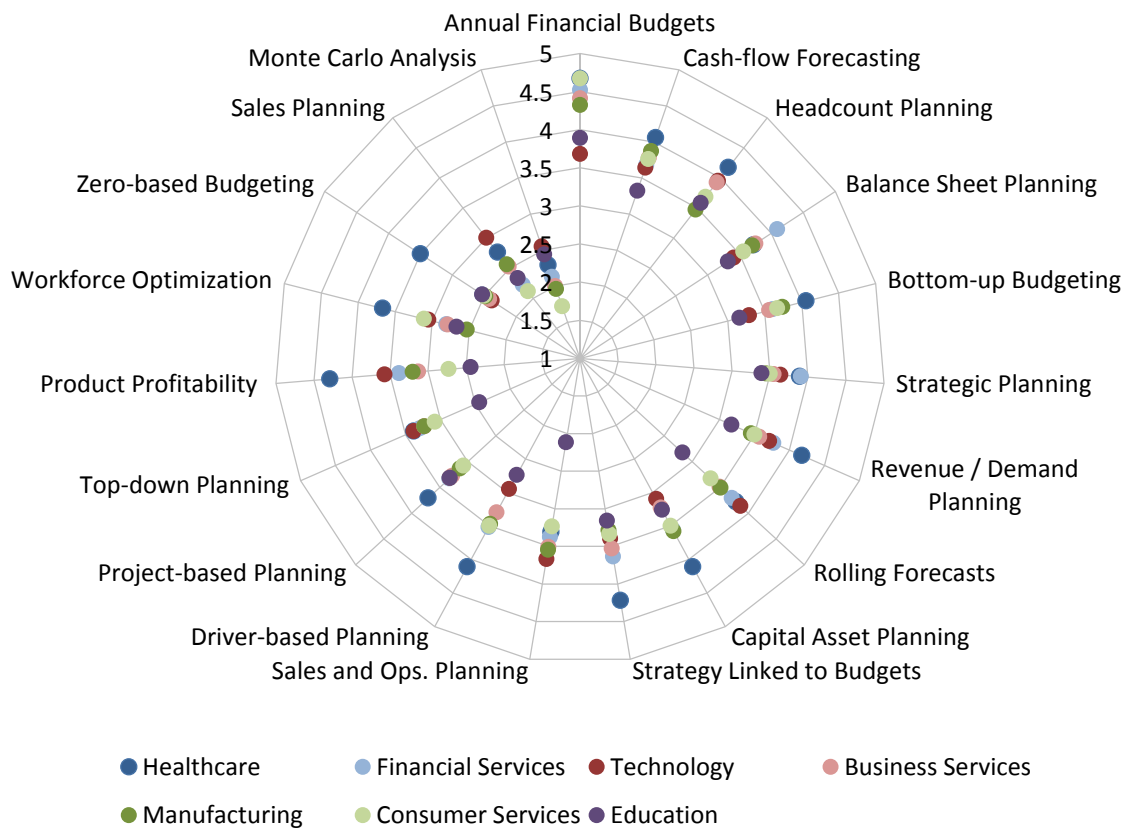 Annual Financial Budgets
Monte Carlo Analysis
Cash-flow Forecasting
Sales Planning
Headcount Planning
Zero-based Budgeting
Balance Sheet Planning
Workforce Optimization
Bottom-up Budgeting
Product Profitability
Strategic Planning
Top-down Planning
Revenue / Demand
Planning
Project-based Planning
Rolling Forecasts
Driver-based Planning
Capital Asset Planning
Sales and Ops. Planning
Strategy Linked to Budgets
5
4.5
4
3.5
3
2.5
2
1.5
1
Healthcare
Financial Services
Technology
Business Services
Manufacturing
Consumer Services
Education